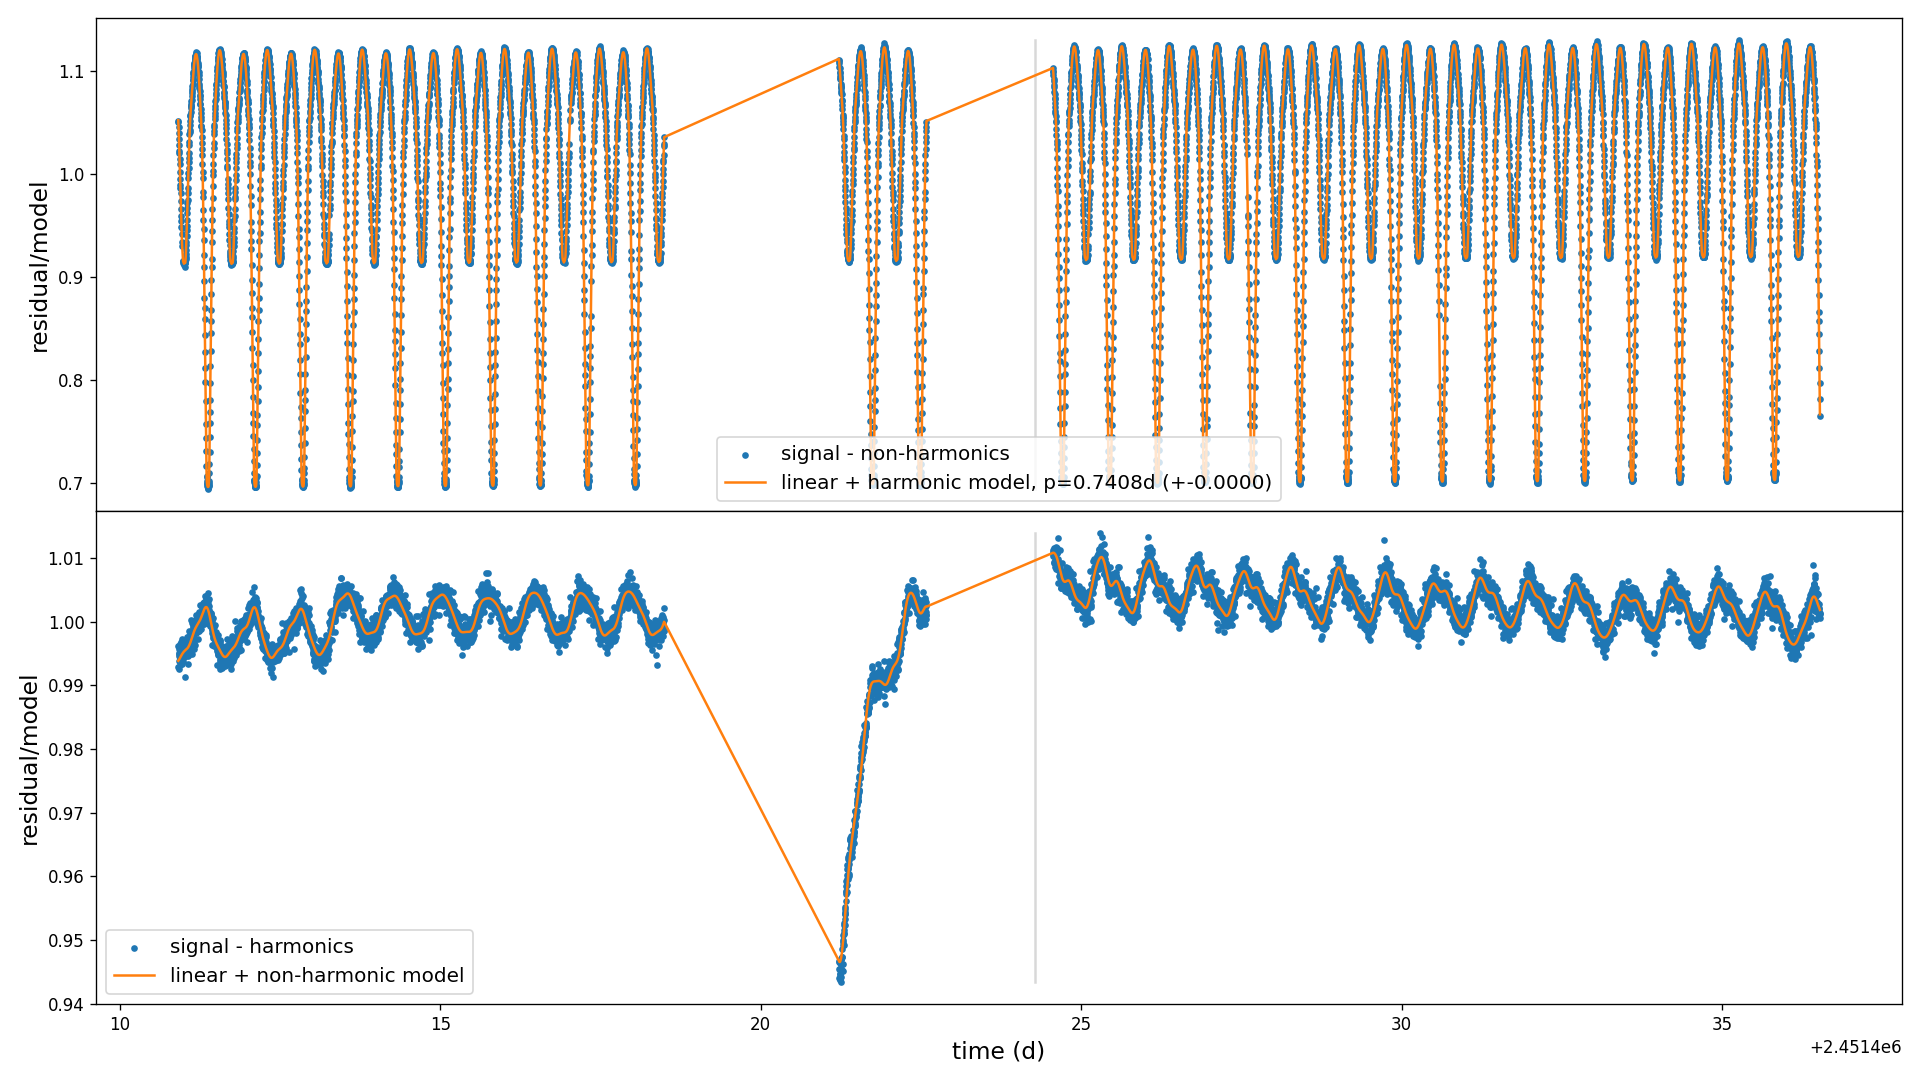 residual/model
1.1
1.0
0.9
0.8
0.7
signal - non-harmonics
linear + harmonic model, p=0.7408d (+-0.0000)
residual/model
1.01
1.00
0.99
0.98
0.97
0.96
0.95
0.94
signal - harmonics
linear + non-harmonic model
10 15 20 25 30 35
time (d)
+2.4514e6